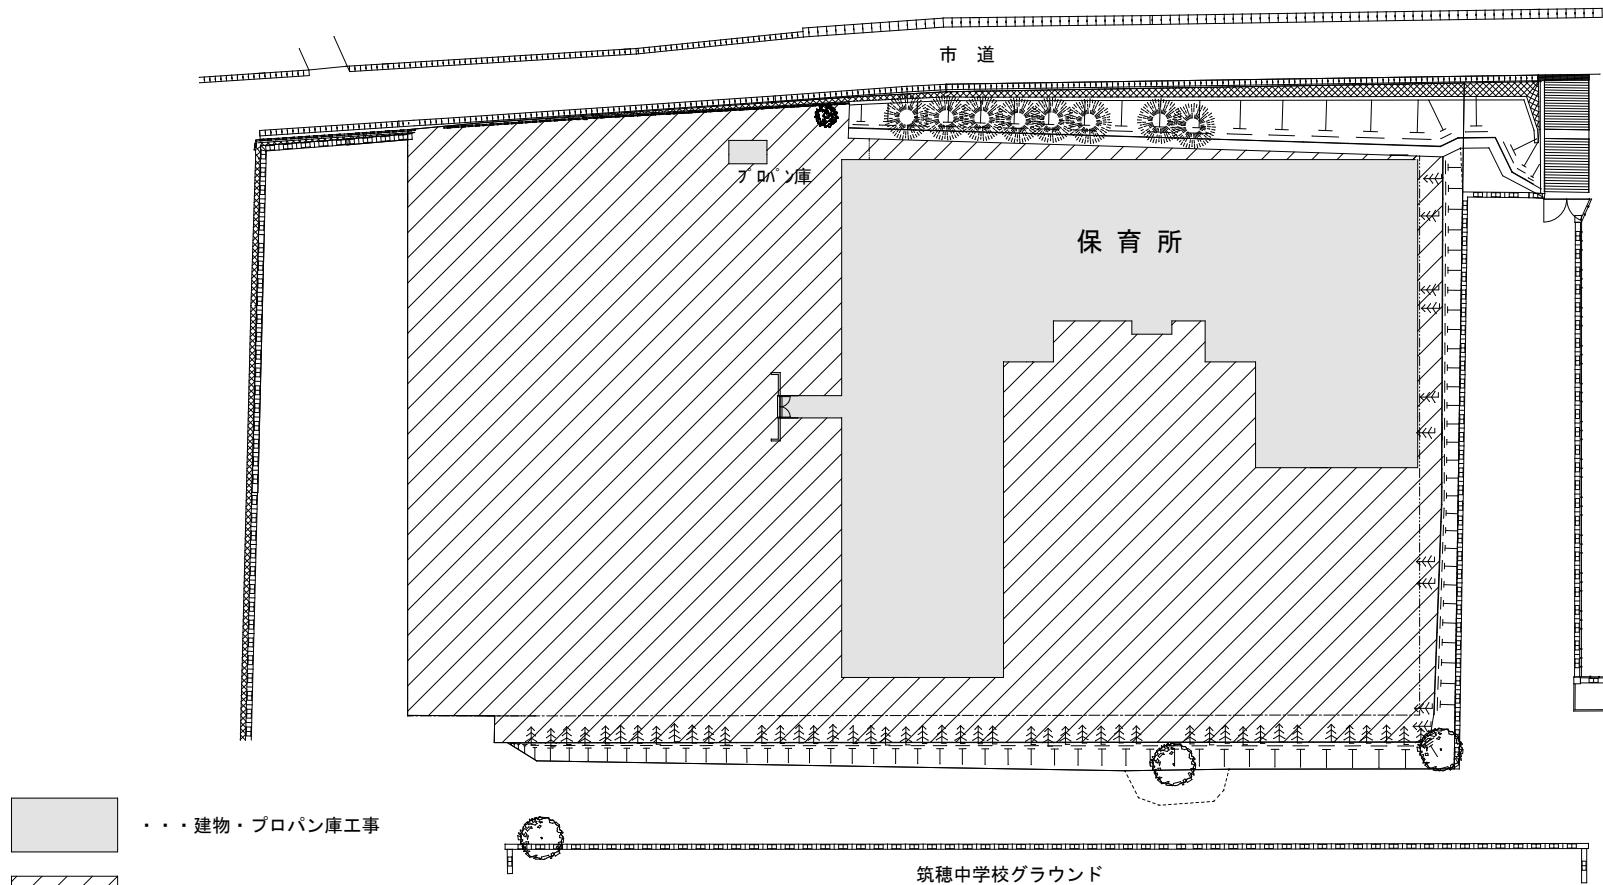 市 道
プロパン庫
保 育 所
・・・建物・プロパン庫工事
筑穂中学校グラウンド